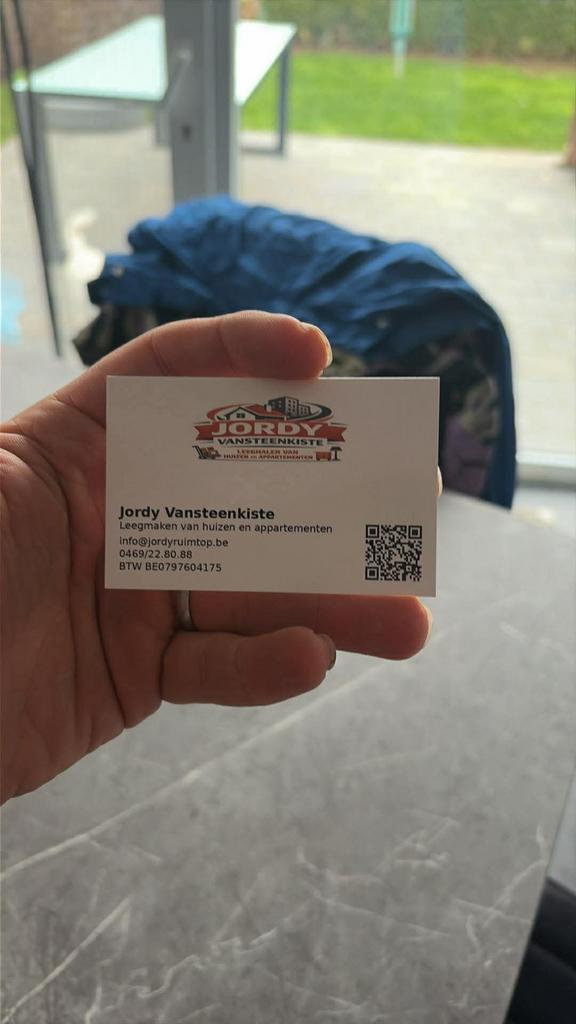 JORDY
VANSTEENKISTE
LEEGHALEN VAN
HUIZEN en APPARTEMENTEN
Jordy Vansteenkiste
Leegmaken van huizen en appartementen
info@jordyruimtop.be
0469/22.80.88
BTW BE0797604175